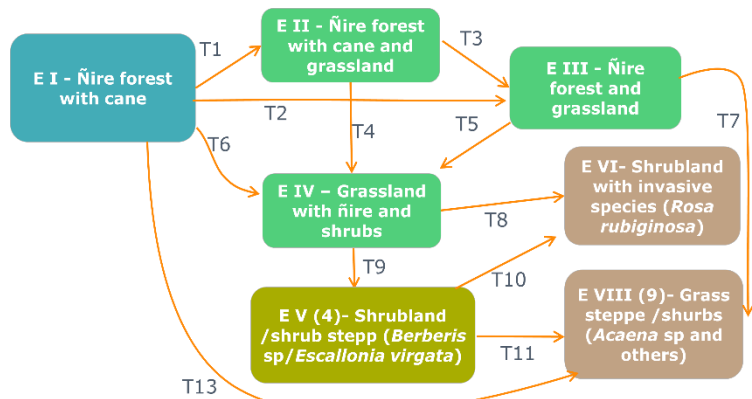 E I - Ñire forest
with cane
T1
E II - Ñire forest
with cane and
grassland
T3
E III - Ñire
forest and
grassland
T2
T4
T5
T6
T7
E IV – Grassland
with ñire and
shrubs
T8
E VI- Shrubland
with invasive
species (Rosa
rubiginosa)
T9
T10
E V (4)- Shrubland
/shrub stepp (Berberis
sp/Escallonia virgata)
T11
E VIII (9)- Grass
steppe /shurbs
(Acaena sp and
others)
T13